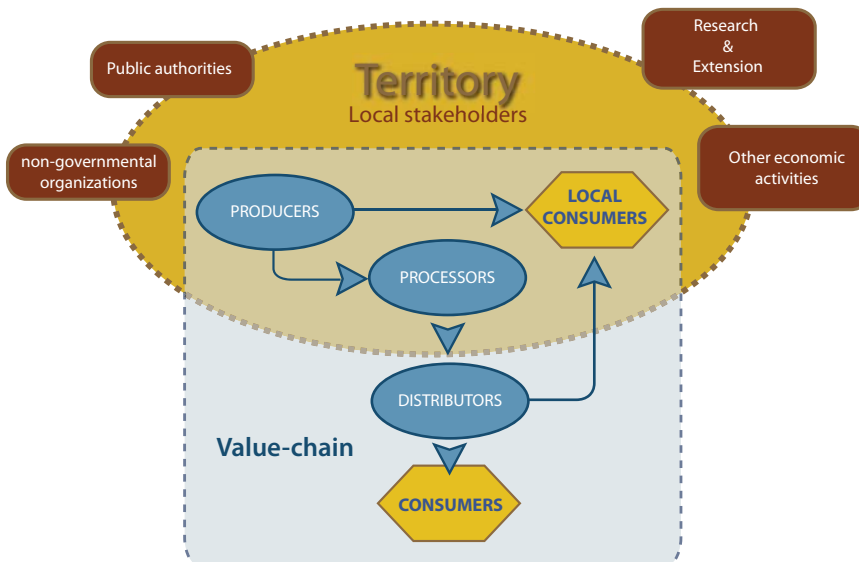 Research
&
Extension
Public authorities
Territory
Local stakeholders
non-governmental
organizations
Other economic
activities
PRODUCERS
LOCAL
CONSUMERS
PROCESSORS
DISTRIBUTORS
Value-chain
CONSUMERS